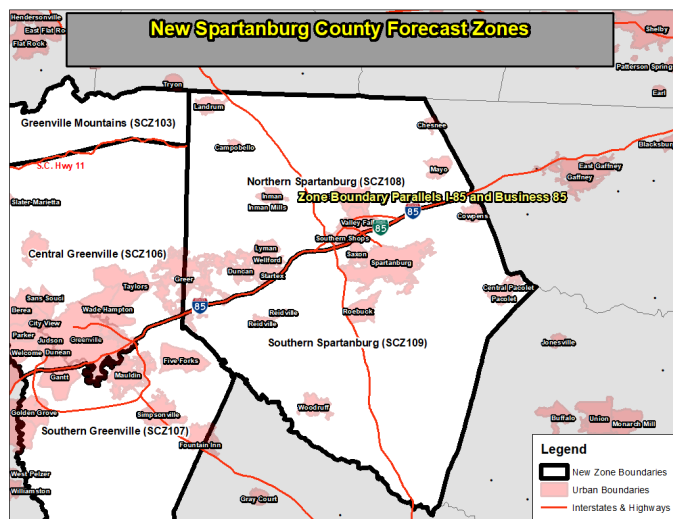 New Spartanburg County Forecast Zones
Hendersonville
East Flat Ro
Flat Rock
Shelby
Patterson Spring
Earl
Tryon
Landrum
Greenville Mountains (SCZ103)
Chesnee
Campobello
Blacksburg
S.C. Hwy 11
Mayo
East Gaffney
Gaffney
Northern Spartanburg (SCZ108)
Slater-Marietta
Inman
Inman Mills
Zone Boundary Parallels I-85 and Business 85
85
Cowpens
Valley Fal
85
Southern Shops
Lyman
Wellford
Saxon
Spartanburg
Central Greenville (SCZ106)
Duncan
Startex
Greer
Taylors
Central Pacolet
Pacolet
Sans Souci
Berea
Wade Hampton
85
City View
Reidville
Reidville
Roebuck
Parker
Judson
Greenville
Southern Spartanburg (SCZ109)
Jonesville
Welcome
Dunean
Five Forks
Gantt
Mauldin
Woodruff
Golden Grove
Simpsonville
Buffalo
Union
Monarch Mill
Southern Greenville (SCZ107)
Fountain Inn
Legend
New Zone Boundaries
Urban Boundaries
Interstates & Highways
West Pelzer
Williamston
Gray Court